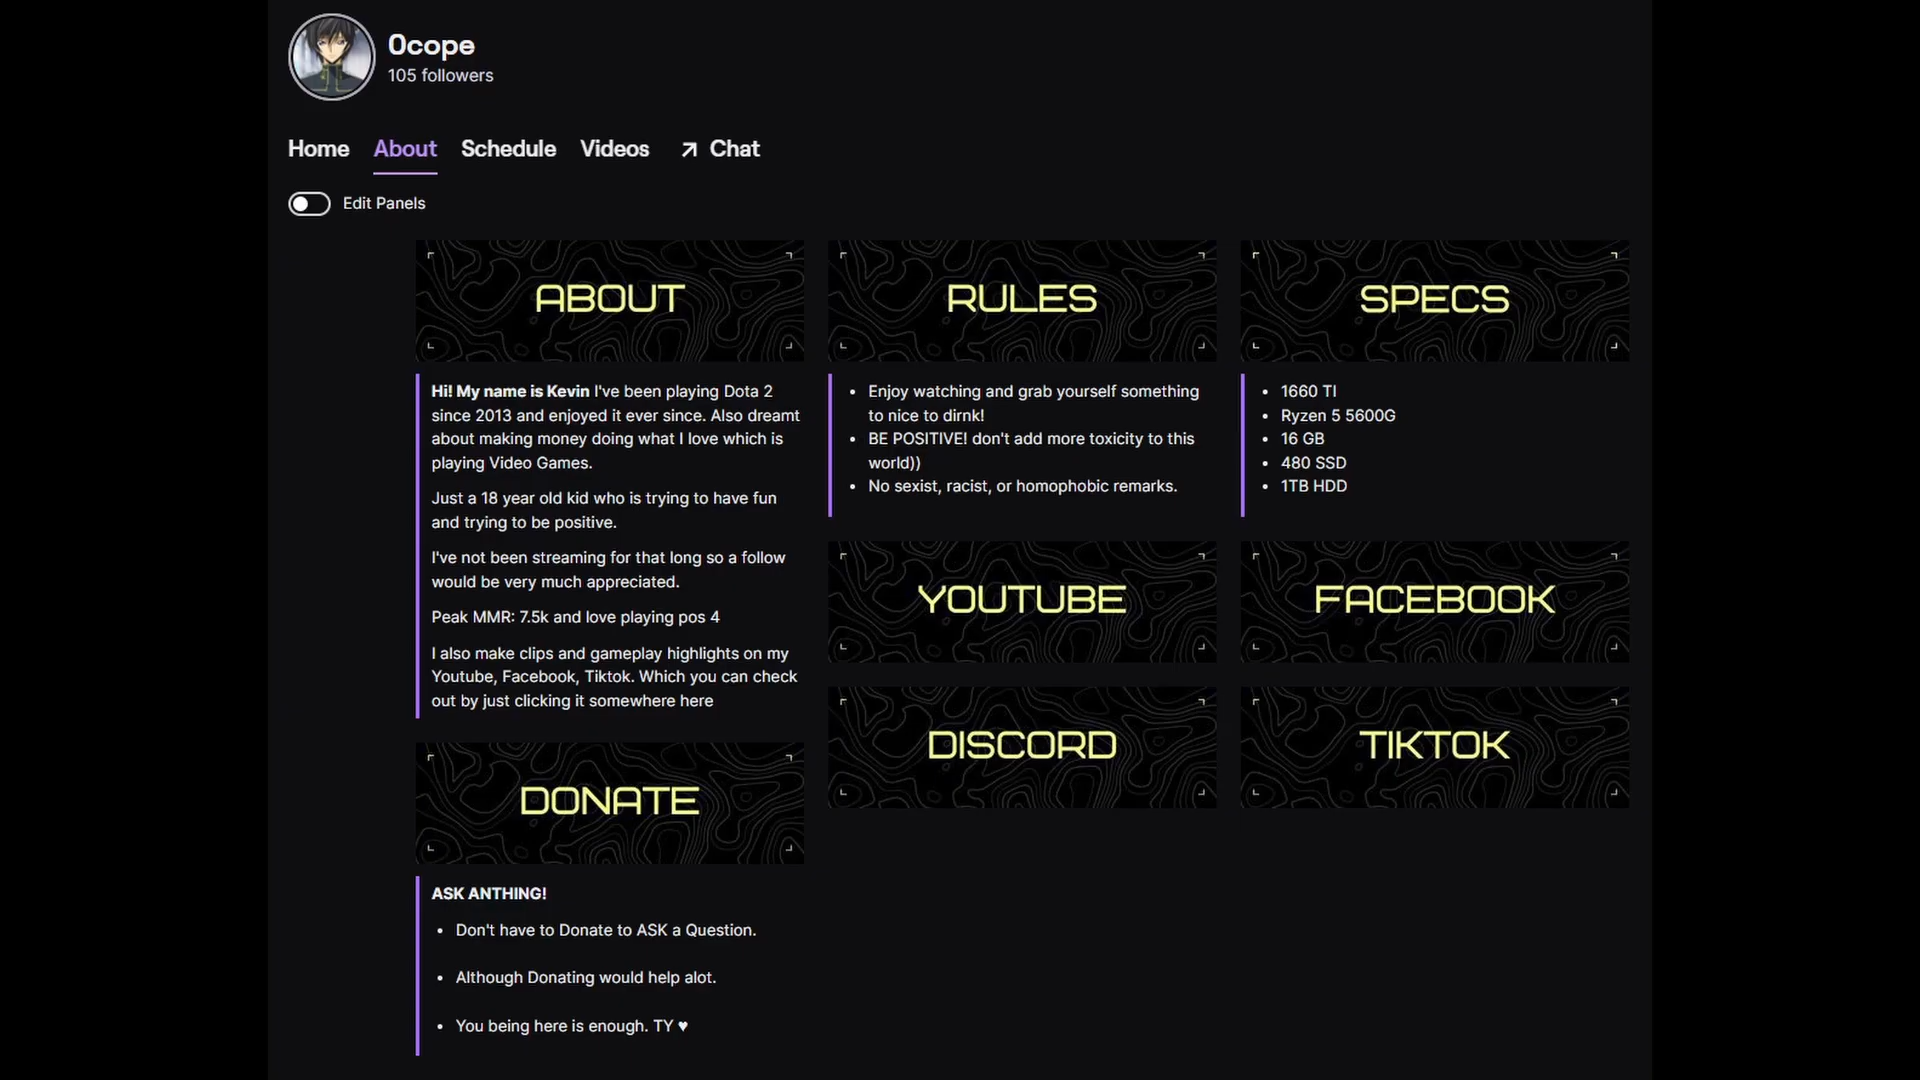 0cope
105 followers
Home About Schedule Videos Chat
Edit Panels
ABOUT
Hi! My name is Kevin I've been playing Dota 2
since 2013 and enjoyed it ever since. Also dreamt
about making money doing what I love which is
playing Video Games.
Just a 18 year old kid who is trying to have fun
and trying to be positive.
I've not been streaming for that long so a follow
would be very much appreciated.
Peak MMR: 7.5k and love playing pos 4
I also make clips and gameplay highlights on my
Youtube, Facebook, Tiktok. Which you can check
out by just clicking it somewhere here
DONATE
ASK ANTHING!
• Don't have to Donate to ASK a Question.
• Although Donating would help alot.
• You being here is enough. TY ♥
RULES
• Enjoy watching and grab yourself something
to nice to dirnk!
• BE POSITIVE! don't add more toxicity to this
world))
• No sexist, racist, or homophobic remarks.
YOUTUBE
DISCORD
SPECS
• 1660 TI
• Ryzen 5 5600G
• 16 GB
• 480 SSD
• 1TB HDD
FACEBOOK
TIKTOK